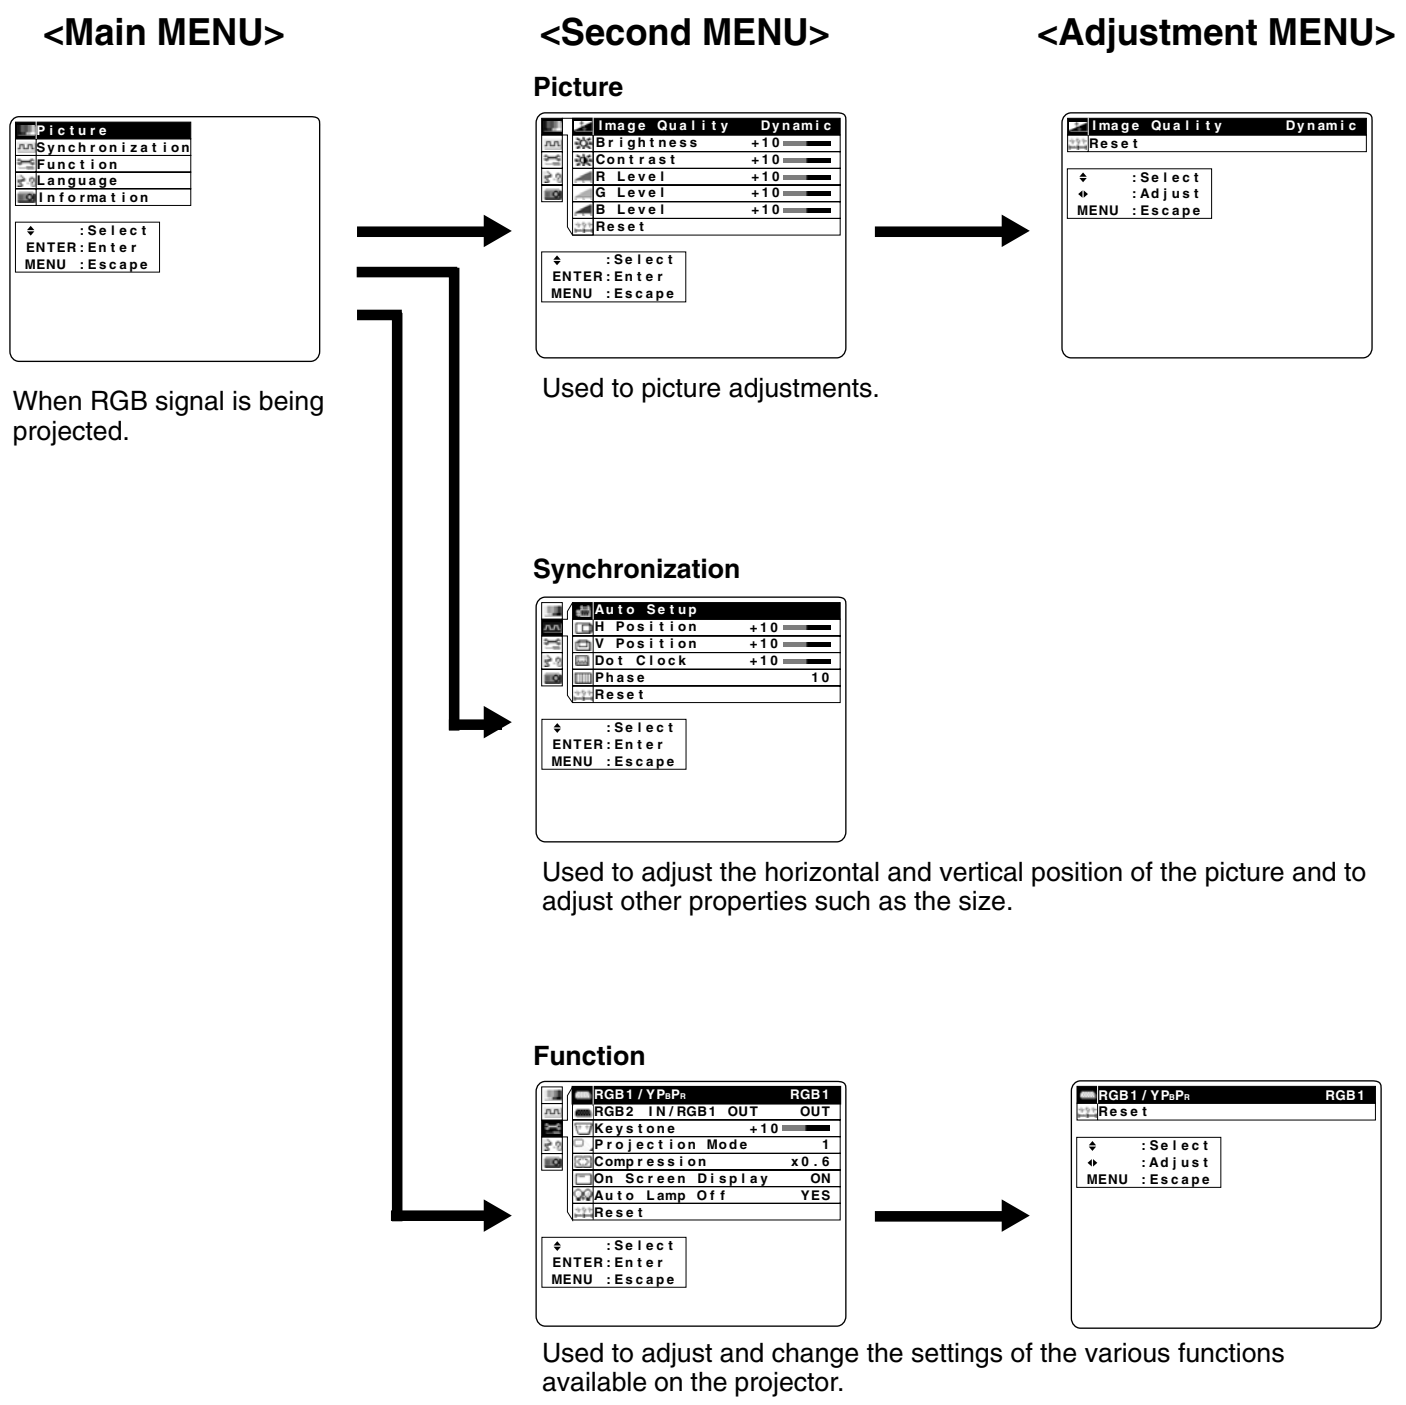 <Main MENU>
<Second MENU>
<Adjustment MENU>
Picture
Picture
Synchronization
Function
Language
Information
:Select
ENTER:Enter
MENU :Escape
When RGB signal is being
projected.
Image Quality Dynamic
Brightness +10
Contrast +10
R Level +10
G Level +10
B Level +10
Reset
:Select
ENTER:Enter
MENU :Escape
Used to picture adjustments.
Image Quality Dynamic
Reset
:Select
:Adjust
MENU :Escape
Synchronization
Auto Setup
H Position +10
V Position +10
Dot Clock +10
Phase 10
Reset
:Select
ENTER:Enter
MENU :Escape
Used to adjust the horizontal and vertical position of the picture and to
adjust other properties such as the size.
Function
RGB1/YPBPR RGB1
RGB2 IN/RGB1 OUT OUT
Keystone +10
Projection Mode 1
Compression x0.6
On Screen Display ON
Auto Lamp Off YES
Reset
:Select
ENTER:Enter
MENU :Escape
Used to adjust and change the settings of the various functions
available on the projector.
RGB1/YPBPR RGB1
Reset
:Select
:Adjust
MENU :Escape